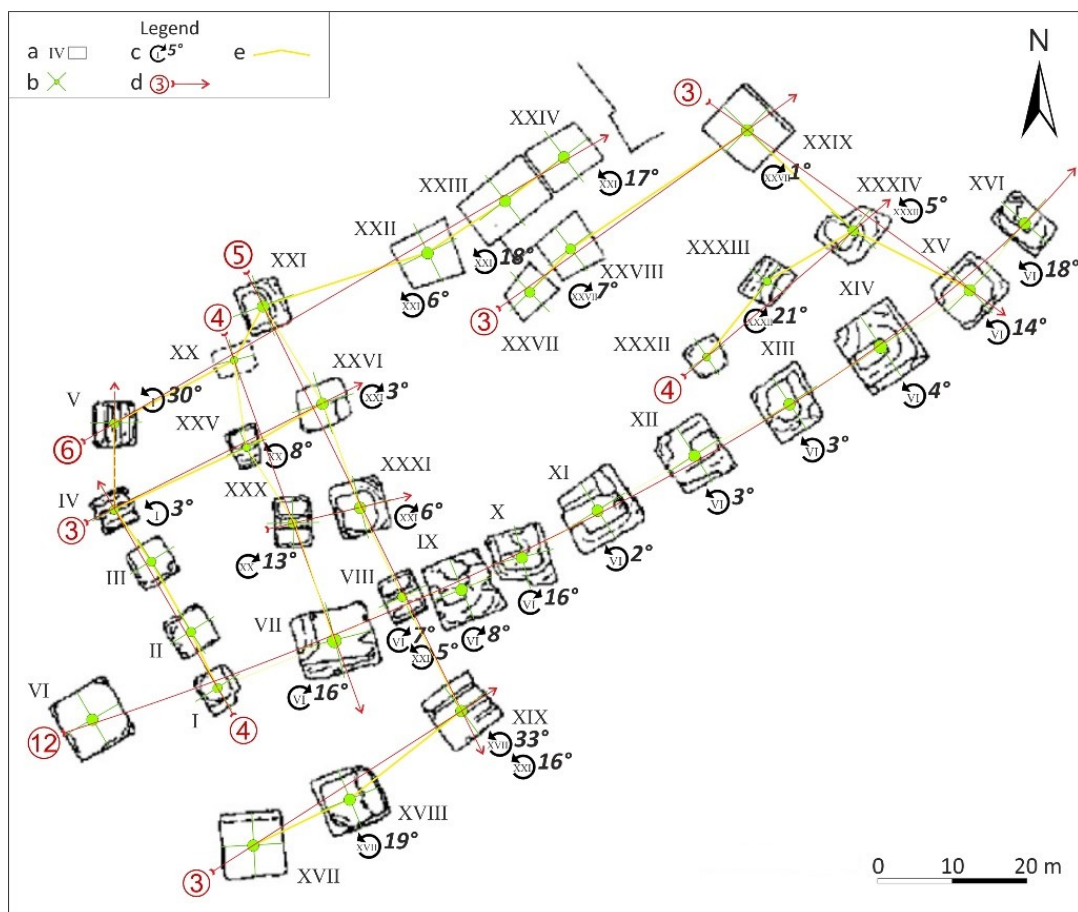 Legend
a IV c I 5° e
b d 3
N
XXIV
3
XXIX
XXI 17°
XXVII 1°
XXIII
XXXIV
XXXII 5°
XVI
XXII
XXI 18°
XXXIII
XV
VI 18°
5
XXI
XXVIII
XXI 6°
XXVII 7°
XIV
4
3
XXVII
XXXII 21°
VI 14°
XX
XXXII
XIII
XXVI
V
I 30°
XXI 3°
4
VI 4°
6
XXV
XII
XX 8°
VI 3°
IV
XXX
XXXI
XI
3
I 3°
XXI 6°
X
VI 3°
III
XX 13°
IX
VIII
VI 2°
II
VII
VI 16°
VI 7°
VI 8°
XXI 5°
VI
I
VI 16°
12
4
XIX
XVII 33°
XXI 16°
XVIII
XVII 19°
3
XVII
0 10 20 m